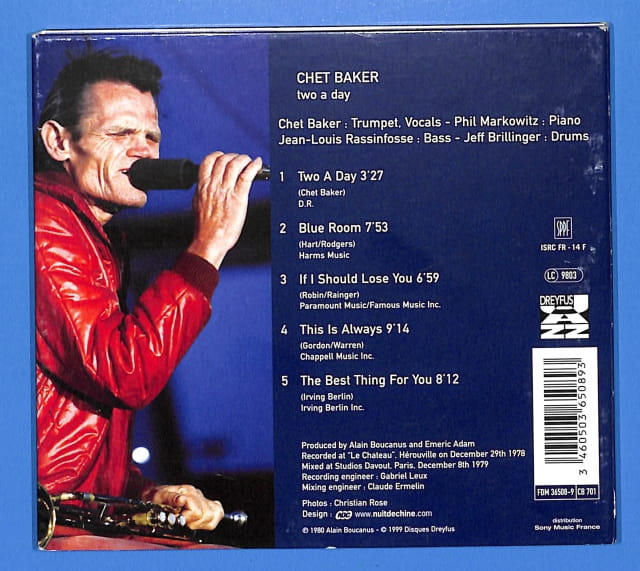 CHET BAKER
two a day
Chet Baker : Trumpet, Vocals - Phil Markowitz : Piano
Jean-Louis Rassinfosse : Bass - Jeff Brillinger : Drums
1 Two A Day 3'27
(Chet Baker)
D.R.
2 Blue Room 7'53
(Hart/Rodgers)
Harms Music
3 If I Should Lose You 6'59
(Robin/Rainger)
Paramount Music/Famous Music Inc.
4 This Is Always 9'14
(Gordon/Warren)
Chappell Music Inc.
5 The Best Thing For You 8'12
(Irving Berlin)
Irving Berlin Inc.
Produced by Alain Boucanus and Emeric Adam
Recorded at "Le Chateau", Hérouville on December 29th 1978
Mixed at Studios Davout, Paris, December 8th 1979
Recording engineer : Gabriel Leux
Mixing engineer : Claude Ermelin
Photos : Christian Rose
Design : NDC www.nuitdechine.com
℗ 1980 Alain Boucanus - © 1999 Disques Dreyfus
SPPF
ISRC FR - 14 F
LC 9803
DREYFUS
JAZZ
3 460503 650893
FDM 36508-9 CB 701
distribution
Sony Music France